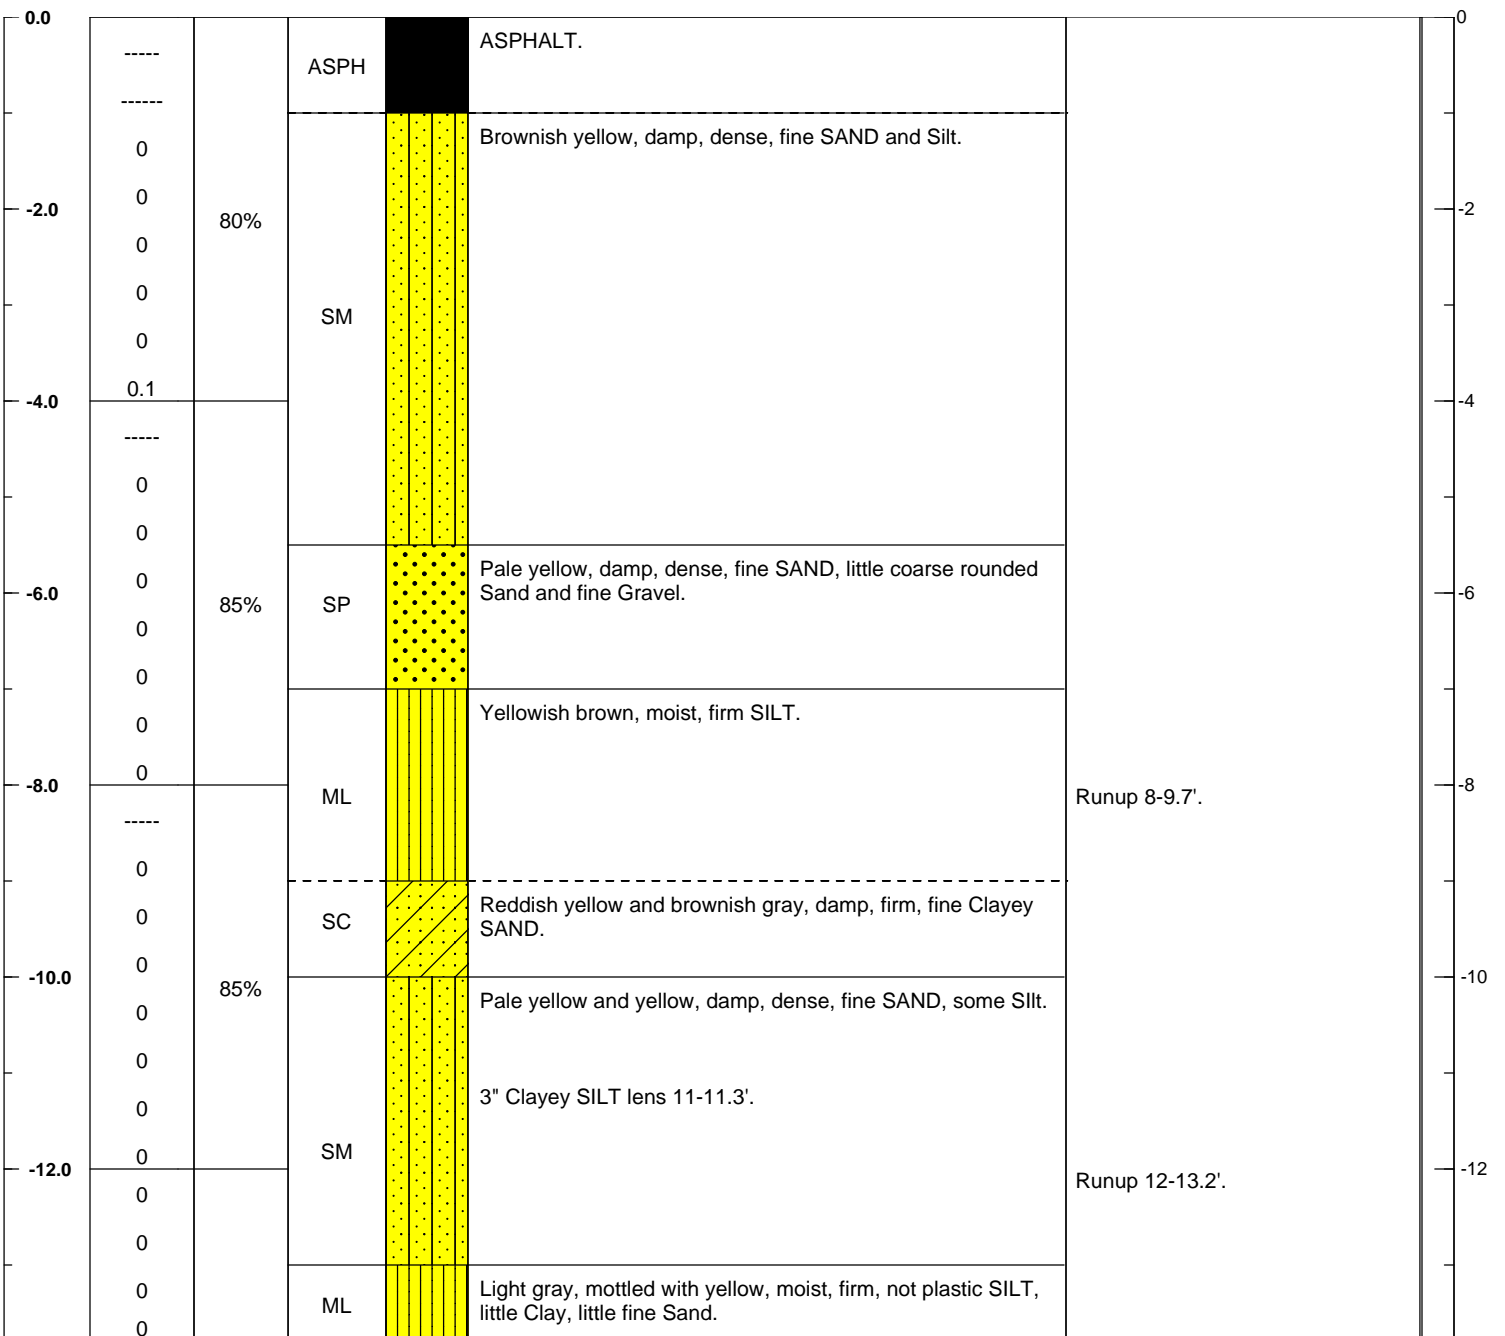 0.0 ASPHALT. 0
-----
ASPH
------
Brownish yellow, damp, dense, fine SAND and Silt.
0
0
-2.0 80% -2
0
0
SM
0
0.1
-4.0 -4
-----
0
0
Pale yellow, damp, dense, fine SAND, little coarse rounded
0
-6.0 Sand and fine Gravel. -6
85% SP
0
0
Yellowish brown, moist, firm SILT.
0
0
-8.0 -8
ML Runup 8-9.7'.
-----
0
Reddish yellow and brownish gray, damp, firm, fine Clayey
0 SC
SAND.
0
-10.0 -10
85%
Pale yellow and yellow, damp, dense, fine SAND, some SIlt.
0
0
3" Clayey SILT lens 11-11.3'.
0
SM
0
-12.0 -12
Runup 12-13.2'.
0
0
0 Light gray, mottled with yellow, moist, firm, not plastic SILT,
ML
little Clay, little fine Sand.
0